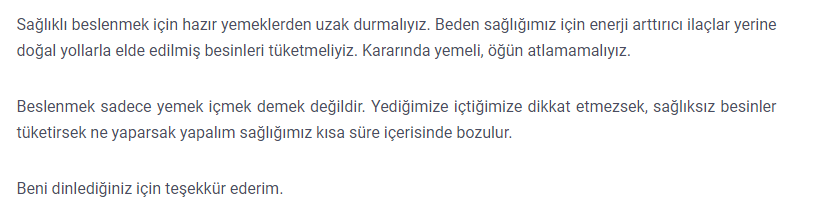 Sağlıklı beslenmek için hazır yemeklerden uzak durmalıyız. Beden sağlığımız için enerji arttırıcı ilaçlar yerine
doğal yollarla elde edilmiş besinleri tüketmeliyiz. Kararında yemeli, öğün atlamamalıyız.
Beslenmek sadece yemek içmek demek değildir. Yediğimize içtiğimize dikkat etmezsek, sağlıksız besinler
tüketirsek ne yaparsak yapalım sağlığımız kısa süre içerisinde bozulur.
Beni dinlediğiniz için teşekkür ederim.